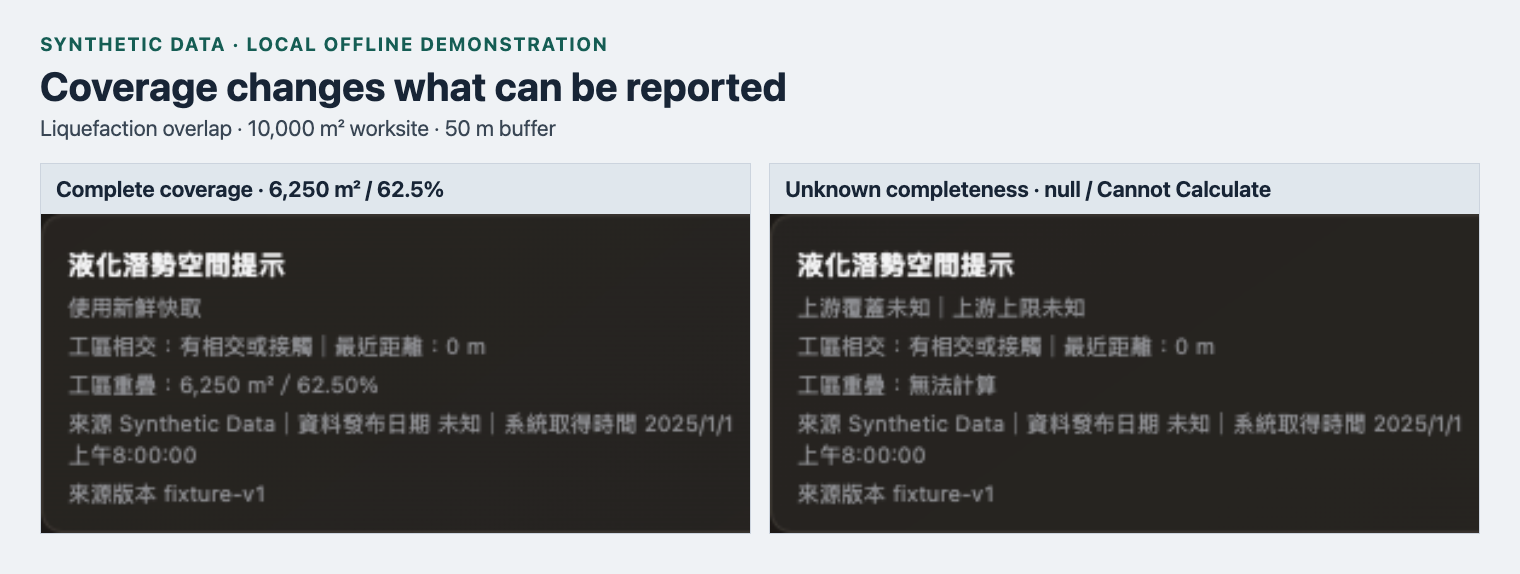 SYNTHETIC DATA · LOCAL OFFLINE DEMONSTRATION
Coverage changes what can be reported
Liquefaction overlap · 10,000 m² worksite · 50 m buffer
Complete coverage · 6,250 m² / 62.5%
液化潛勢空間提示
使用新鮮快取
工區相交：有相交或接觸｜最近距離：0 m
工區重疊：6,250 m² / 62.50%
來源 Synthetic Data｜資料發布日期 未知｜系統取得時間 2025/1/1
上午8:00:00
來源版本 fixture-v1
Unknown completeness · null / Cannot Calculate
液化潛勢空間提示
上游覆蓋未知｜上游上限未知
工區相交：有相交或接觸｜最近距離：0 m
工區重疊：無法計算
來源 Synthetic Data｜資料發布日期 未知｜系統取得時間 2025/1/1
上午8:00:00
來源版本 fixture-v1